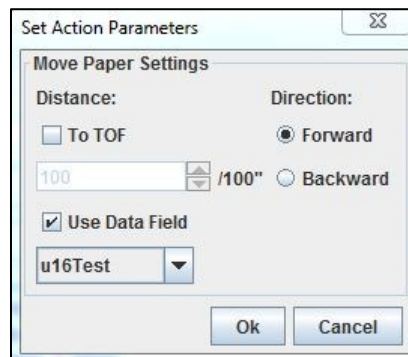 Set Action Parameters
Move Paper Settings
Distance: Direction:
To TOF Forward
100 /100" Backward
Use Data Field
u16Test
Ok Cancel